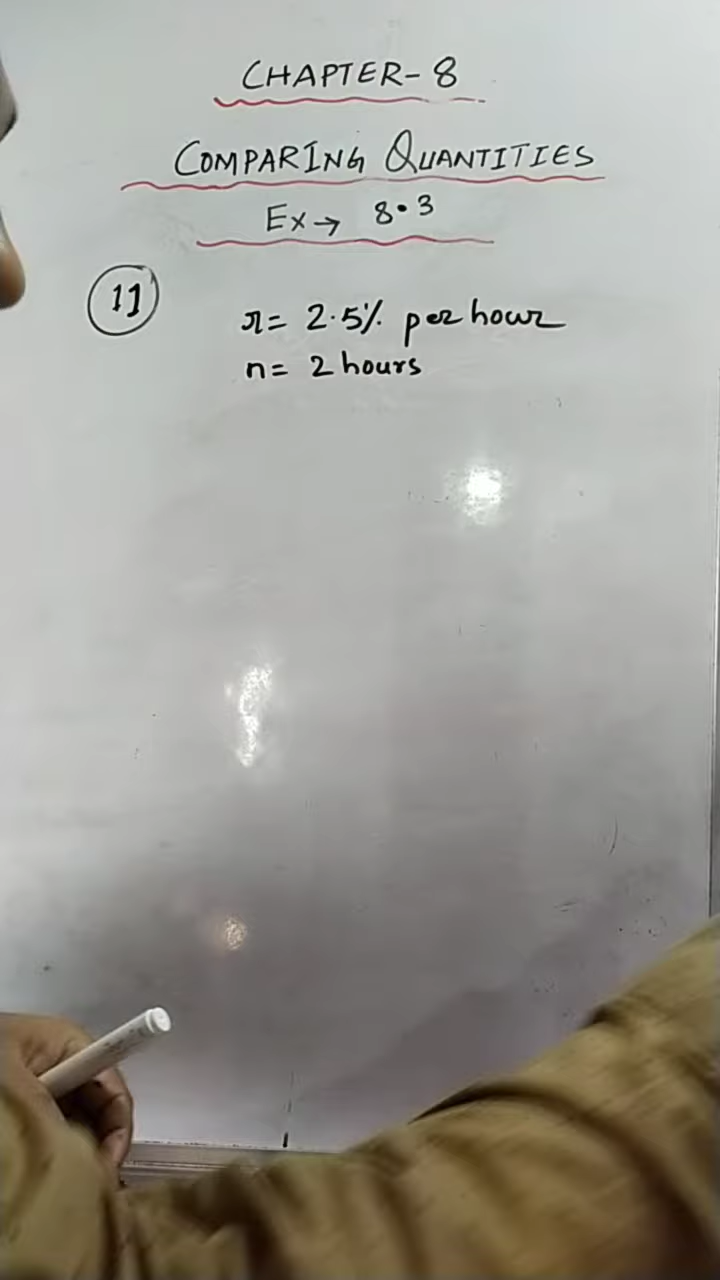 CHAPTER-8
COMPARING QUANTITIES
Ex→ 8.3
11
r= 2.5% per hour
n= 2 hours